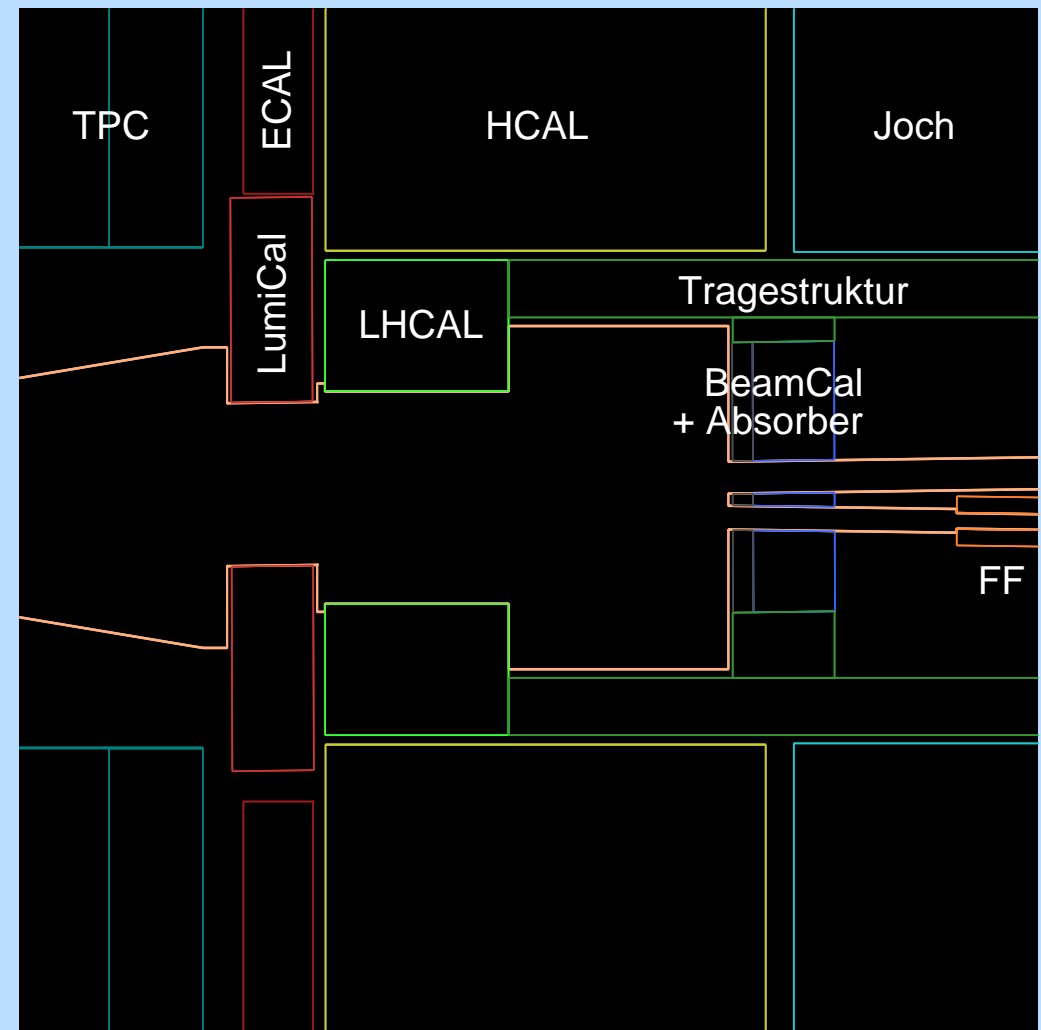 TPC
ECAL
HCAL
Joch
LumiCal
LHCAL
Tragestruktur
BeamCal
+ Absorber
FF